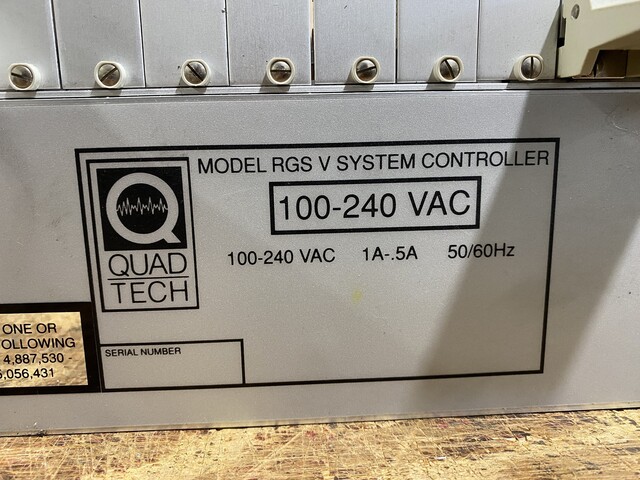 MODEL RGS V SYSTEM CONTROLLER
100-240 VAC
100-240 VAC 1A-.5A 50/60Hz
QUAD
TECH
SERIAL NUMBER
ONE OR
OLLOWING
4,887,530 -
5,056,431